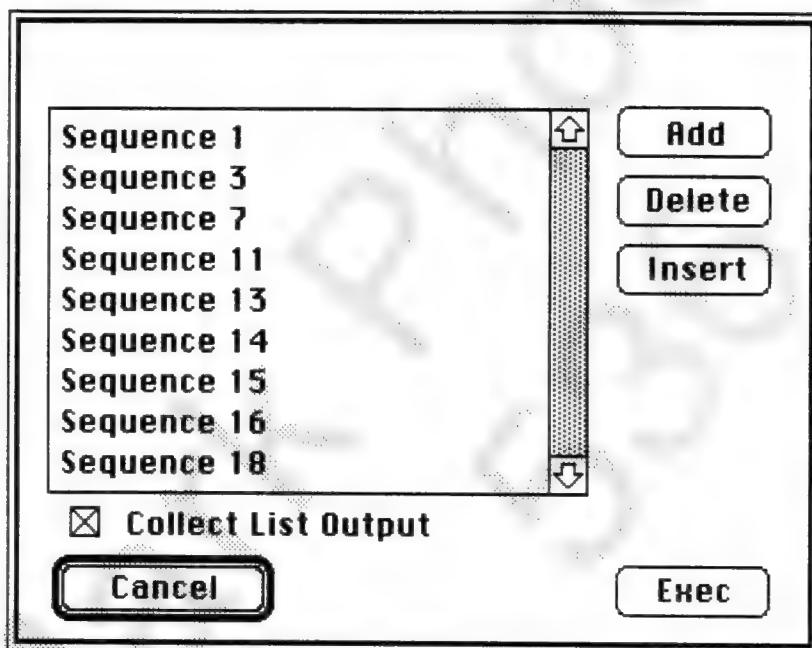 Sequence 1
Sequence 3
Sequence 7
Sequence 11
Sequence 13
Sequence 14
Sequence 15
Sequence 16
Sequence 18
Add
Delete
Insert
Collect List Output
Cancel
Exec